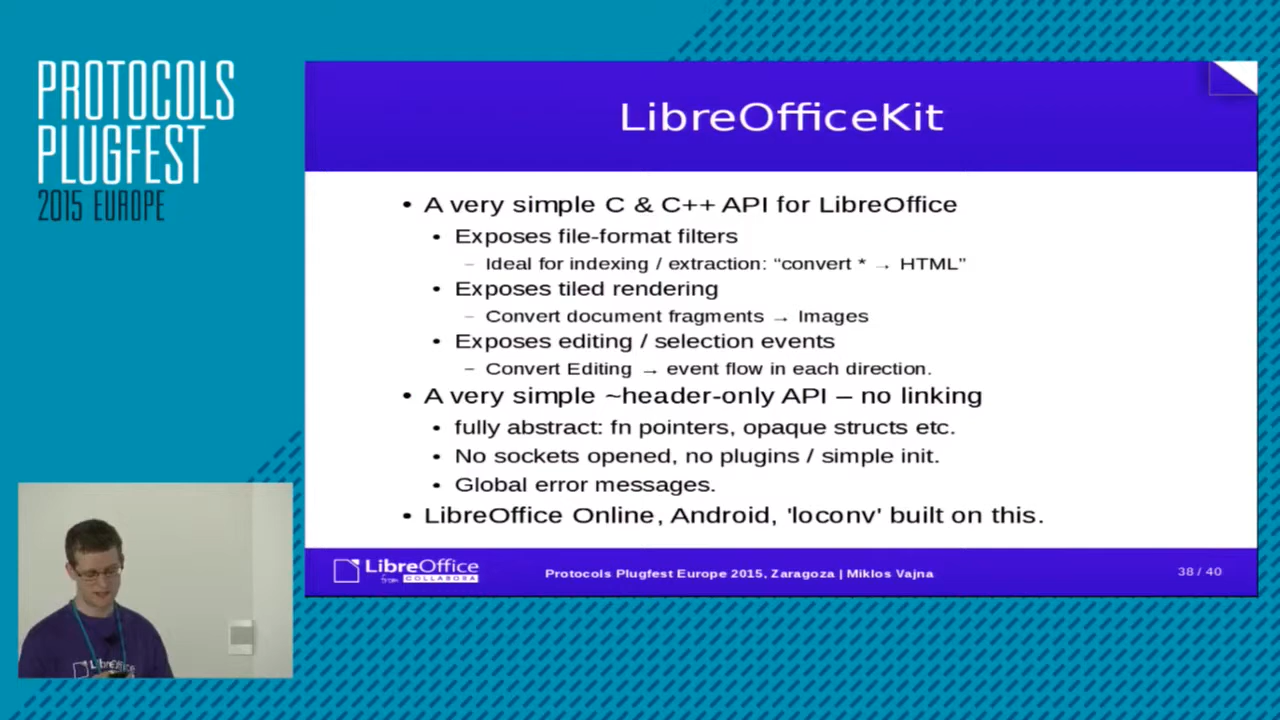 PROTOCOLS
PLUGFEST
2015 EUROPE
LibreOfficeKit
• A very simple C & C++ API for LibreOffice
• Exposes file-format filters
– Ideal for indexing / extraction: “convert * → HTML”
• Exposes tiled rendering
– Convert document fragments → Images
• Exposes editing / selection events
– Convert Editing → event flow in each direction.
• A very simple ~header-only API – no linking
• fully abstract: fn pointers, opaque structs etc.
• No sockets opened, no plugins / simple init.
• Global error messages.
• LibreOffice Online, Android, 'loconv' built on this.
LibreOffice
from COLLABORA
Protocols Plugfest Europe 2015, Zaragoza | Miklos Vajna
38 / 40
LibreOffice